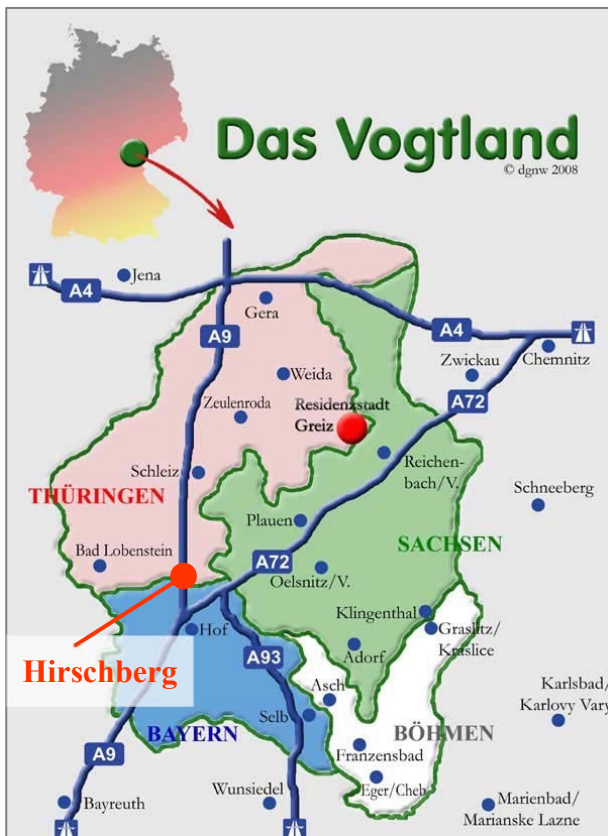 Das Vogtland
© dgnw 2008
Jena
A4
A9
Gera
A4
Zwickau
Chemnitz
Weida
A72
Zeulenroda
Residenzstadt
Greiz
Reichen-
bach/V.
Schleiz
THÜRINGEN
Schneeberg
Plauen
SACHSEN
Bad Lobenstein
A72
Oelsnitz/V.
Klingenthal
Hof
Graslitz/
Kraslice
Hirschberg
A93
Adorf
Asch
Karlsbad/
Karlovy Vary
Selb
BAYERN
BÖHMEN
A9
Franzensbad
Eger/Cheb
Bayreuth
Wunsiedel
Marienbad/
Marianske Lazne